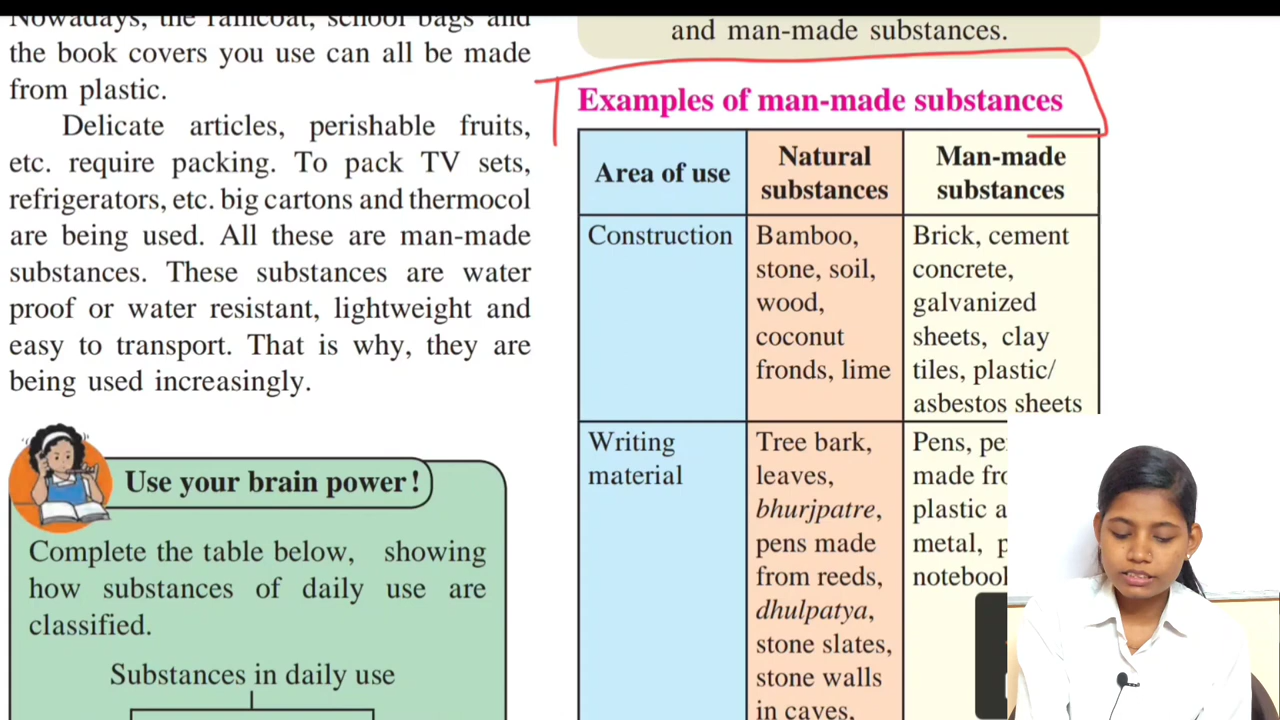 Nowadays, the raincoat, school bags and
the book covers you use can all be made
from plastic.
Delicate articles, perishable fruits,
etc. require packing. To pack TV sets,
refrigerators, etc. big cartons and thermocol
are being used. All these are man-made
substances. These substances are water
proof or water resistant, lightweight and
easy to transport. That is why, they are
being used increasingly.
Use your brain power!
Complete the table below, showing
how substances of daily use are
classified.
Substances in daily use
and man-made substances.
Examples of man-made substances
Area of use
Natural
substances
Man-made
substances
Construction
Bamboo,
stone, soil,
wood,
coconut
fronds, lime
Brick, cement
concrete,
galvanized
sheets, clay
tiles, plastic/
asbestos sheets
Writing
material
Tree bark,
leaves,
bhurjpatre,
pens made
from reeds,
dhulpatya,
stone slates,
stone walls
in caves,
Pens,
made
plastic
metal,